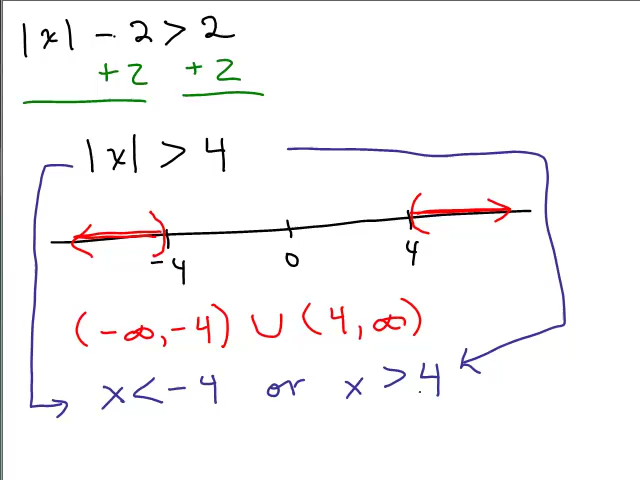 |x| - 2 > 2
+2 +2
|x| > 4
-4 0 4
(-∞, -4) ∪ (4, ∞)
x < -4 or x > 4